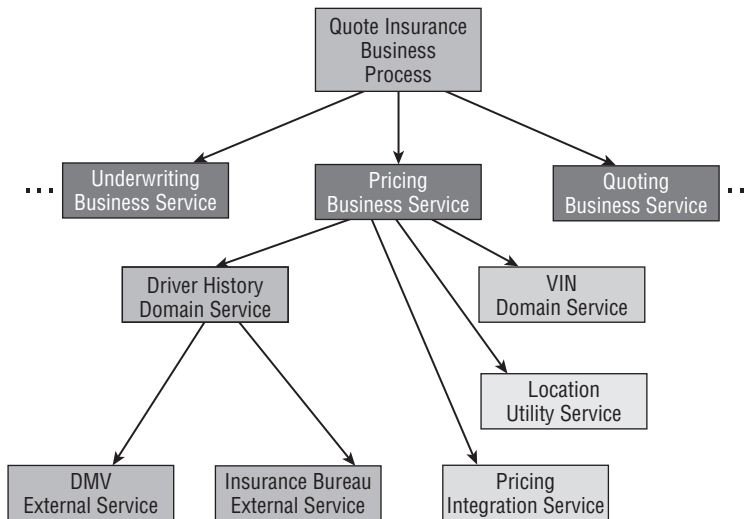 Quote Insurance
Business
Process
Underwriting
Business Service
Pricing
Business Service
Quoting
Business Service
Driver History
Domain Service
VIN
Domain Service
Location
Utility Service
DMV
External Service
Insurance Bureau
External Service
Pricing
Integration Service